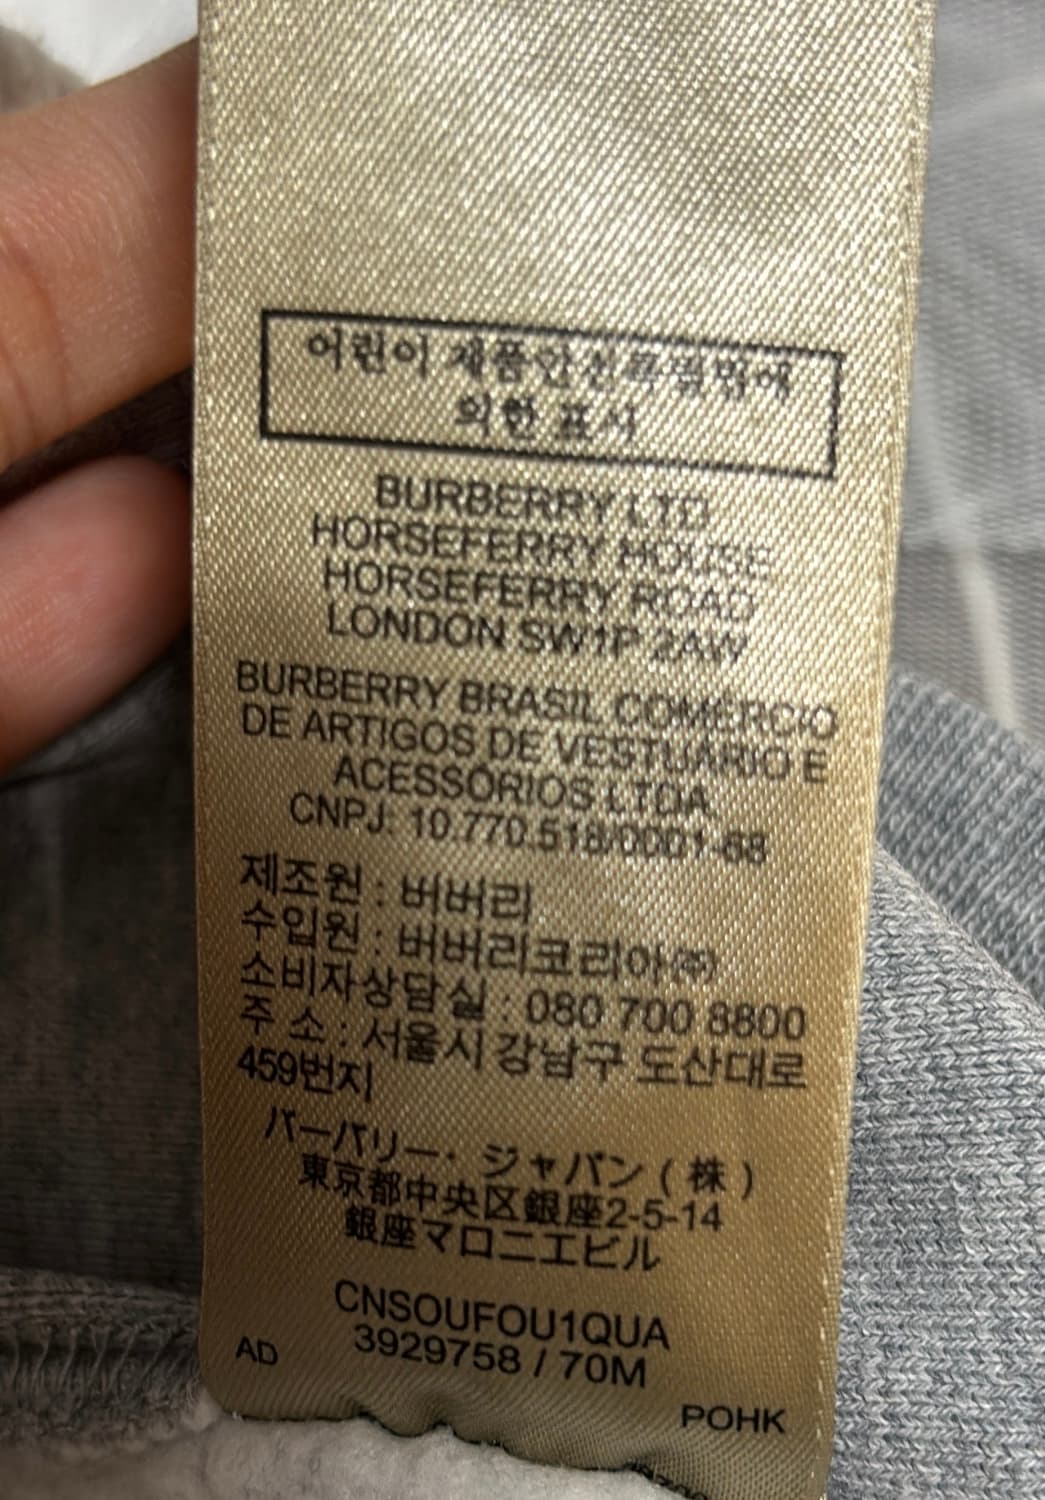 어린이 제품안전특별법에
의한 표시
BURBERRY LTD
HORSEFERRY HOUSE
HORSEFERRY ROAD
LONDON SW1P 2AW
BURBERRY BRASIL COMÉRCIO
DE ARTIGOS DE VESTUÁRIO E
ACESSÓRIOS LTDA
CNPJ: 10.770.518/0001-68
제조원 : 버버리
수입원 : 버버리코리아㈜
소비자상담실 : 080 700 8800
주 소 : 서울시 강남구 도산대로
459번지
バーバリー・ジャパン (株)
東京都中央区銀座2-5-14
銀座マロニエビル
CNSOUFOU1QUA
3929758 / 70M
AD
POHK